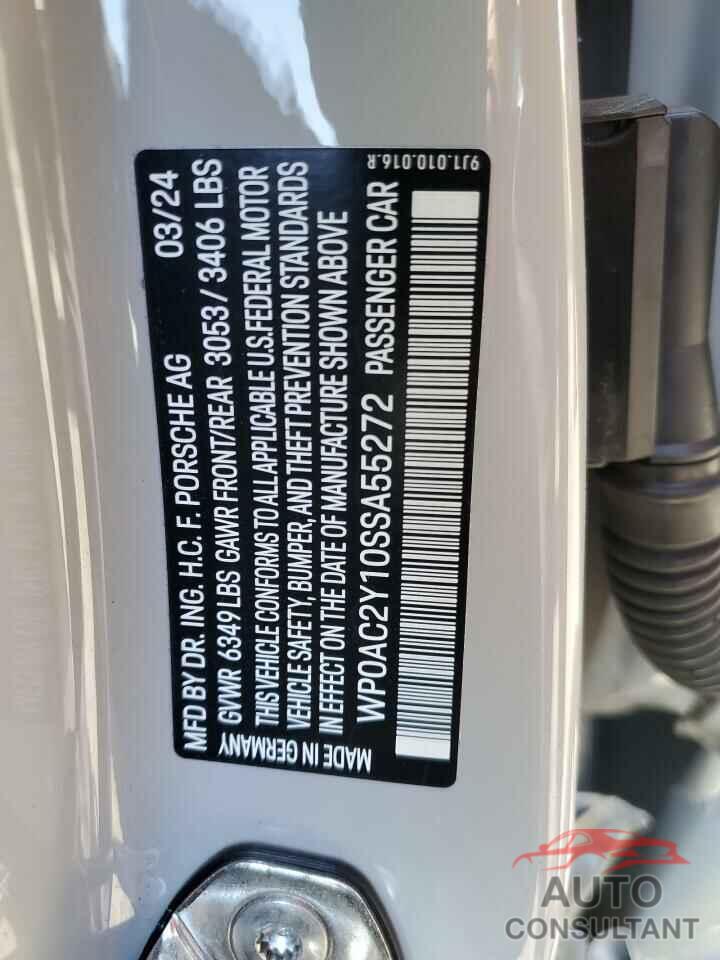 MFD BY DR. ING. H.C. F. PORSCHE AG 03/24
GVWR 6349 LBS GAWR FRONT/REAR 3053 / 3406 LBS
THIS VEHICLE CONFORMS TO ALL APPLICABLE U.S.FEDERAL MOTOR
VEHICLE SAFETY, BUMPER, AND THEFT PREVENTION STANDARDS
IN EFFECT ON THE DATE OF MANUFACTURE SHOWN ABOVE
MADE IN GERMANY
WP0AC2Y10SSA55272 PASSENGER CAR
9J1.010.016.R
AUTO
CONSULTANT